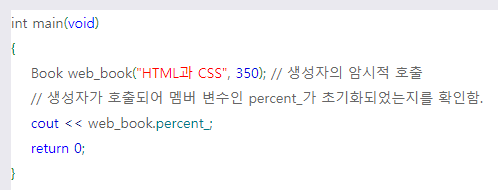 int main(void)
{
Book web_book("HTML과 CSS", 350); // 생성자의 암시적 호출
// 생성자가 호출되어 멤버 변수인 percent_가 초기화되었는지를 확인함.
cout << web_book.percent_;
return 0;
}